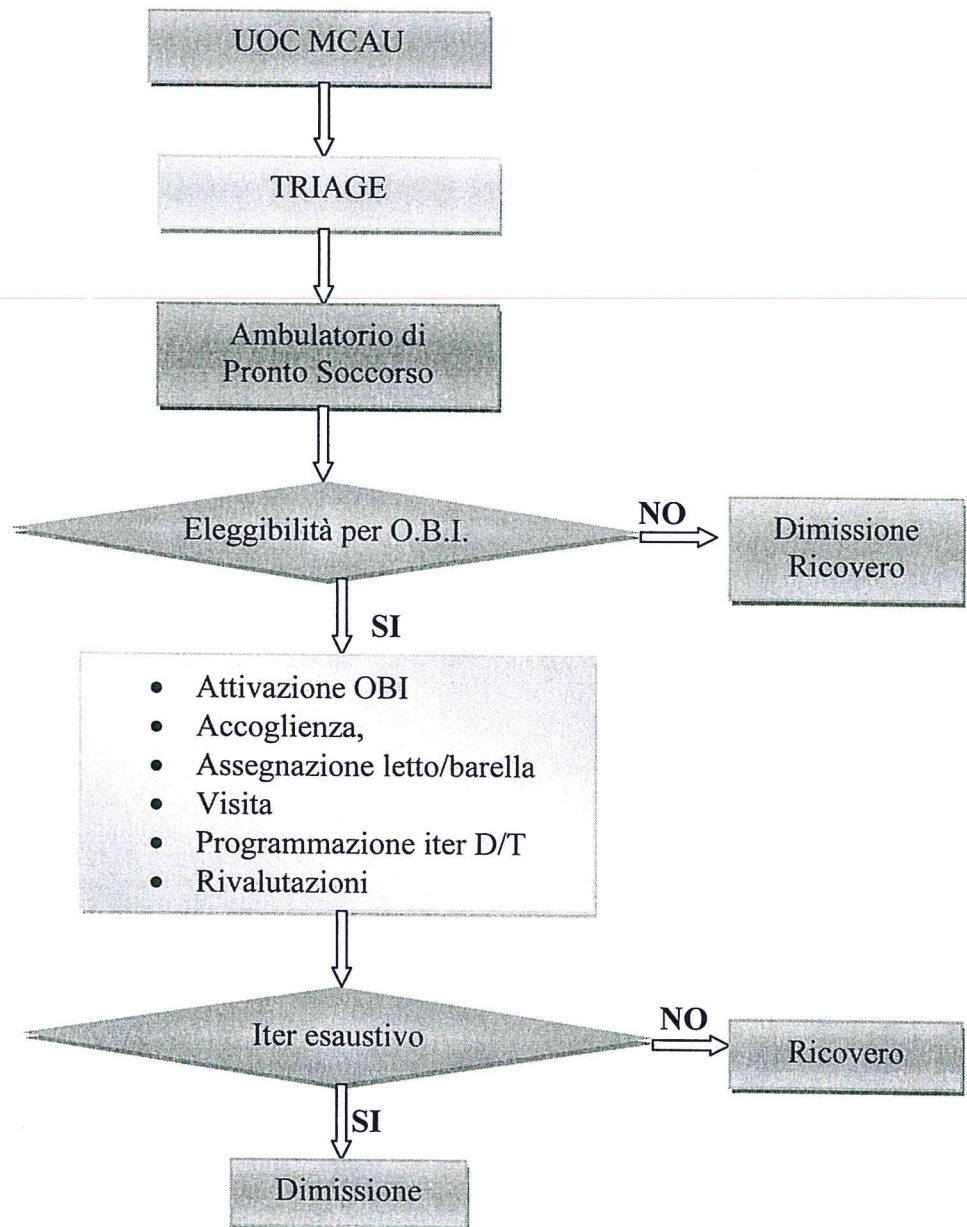 UOC MCAU
TRIAGE
Ambulatorio di
Pronto Soccorso
Eleggibilità per O.B.I.
NO
Dimissione
Ricovero
SI
• Attivazione OBI
• Accoglienza,
• Assegnazione letto/barella
• Visita
• Programmazione iter D/T
• Rivalutazioni
Iter esaustivo
NO
Ricovero
SI
Dimissione